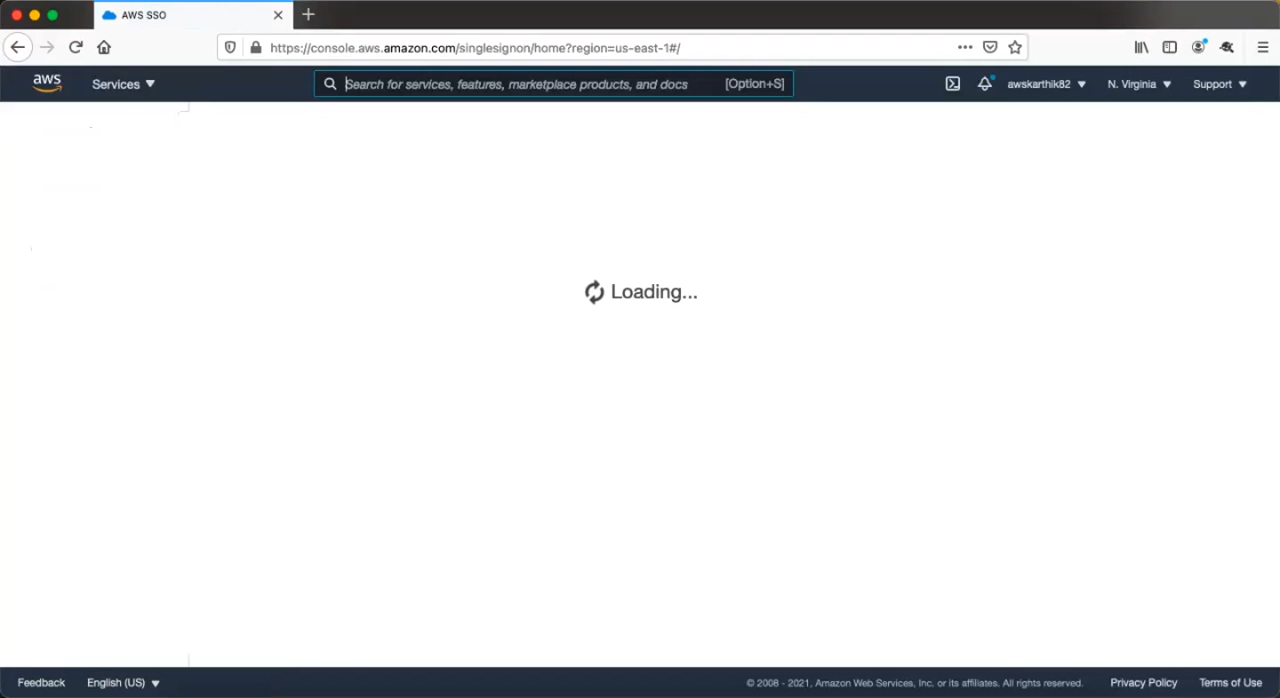 AWS SSO
https://console.aws.amazon.com/singlesignon/home?region=us-east-1#/
aws Services Search for services, features, marketplace products, and docs [Option+S] awskarthik82 N. Virginia Support
Loading...
Feedback English (US) © 2008 - 2021, Amazon Web Services, Inc. or its affiliates. All rights reserved. Privacy Policy Terms of Use